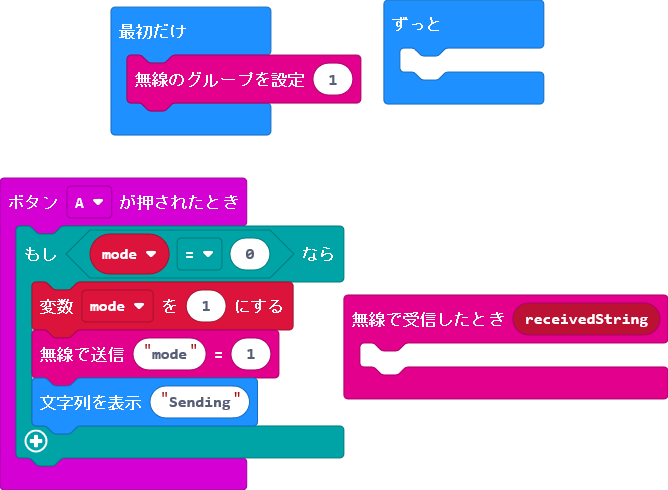 最初だけ
無線のグループを設定 1
ずっと
ボタン A が押されたとき
もし mode = 0 なら
変数 mode を 1 にする
無線で送信 "mode" = 1
文字列を表示 "Sending"
無線で受信したとき receivedString